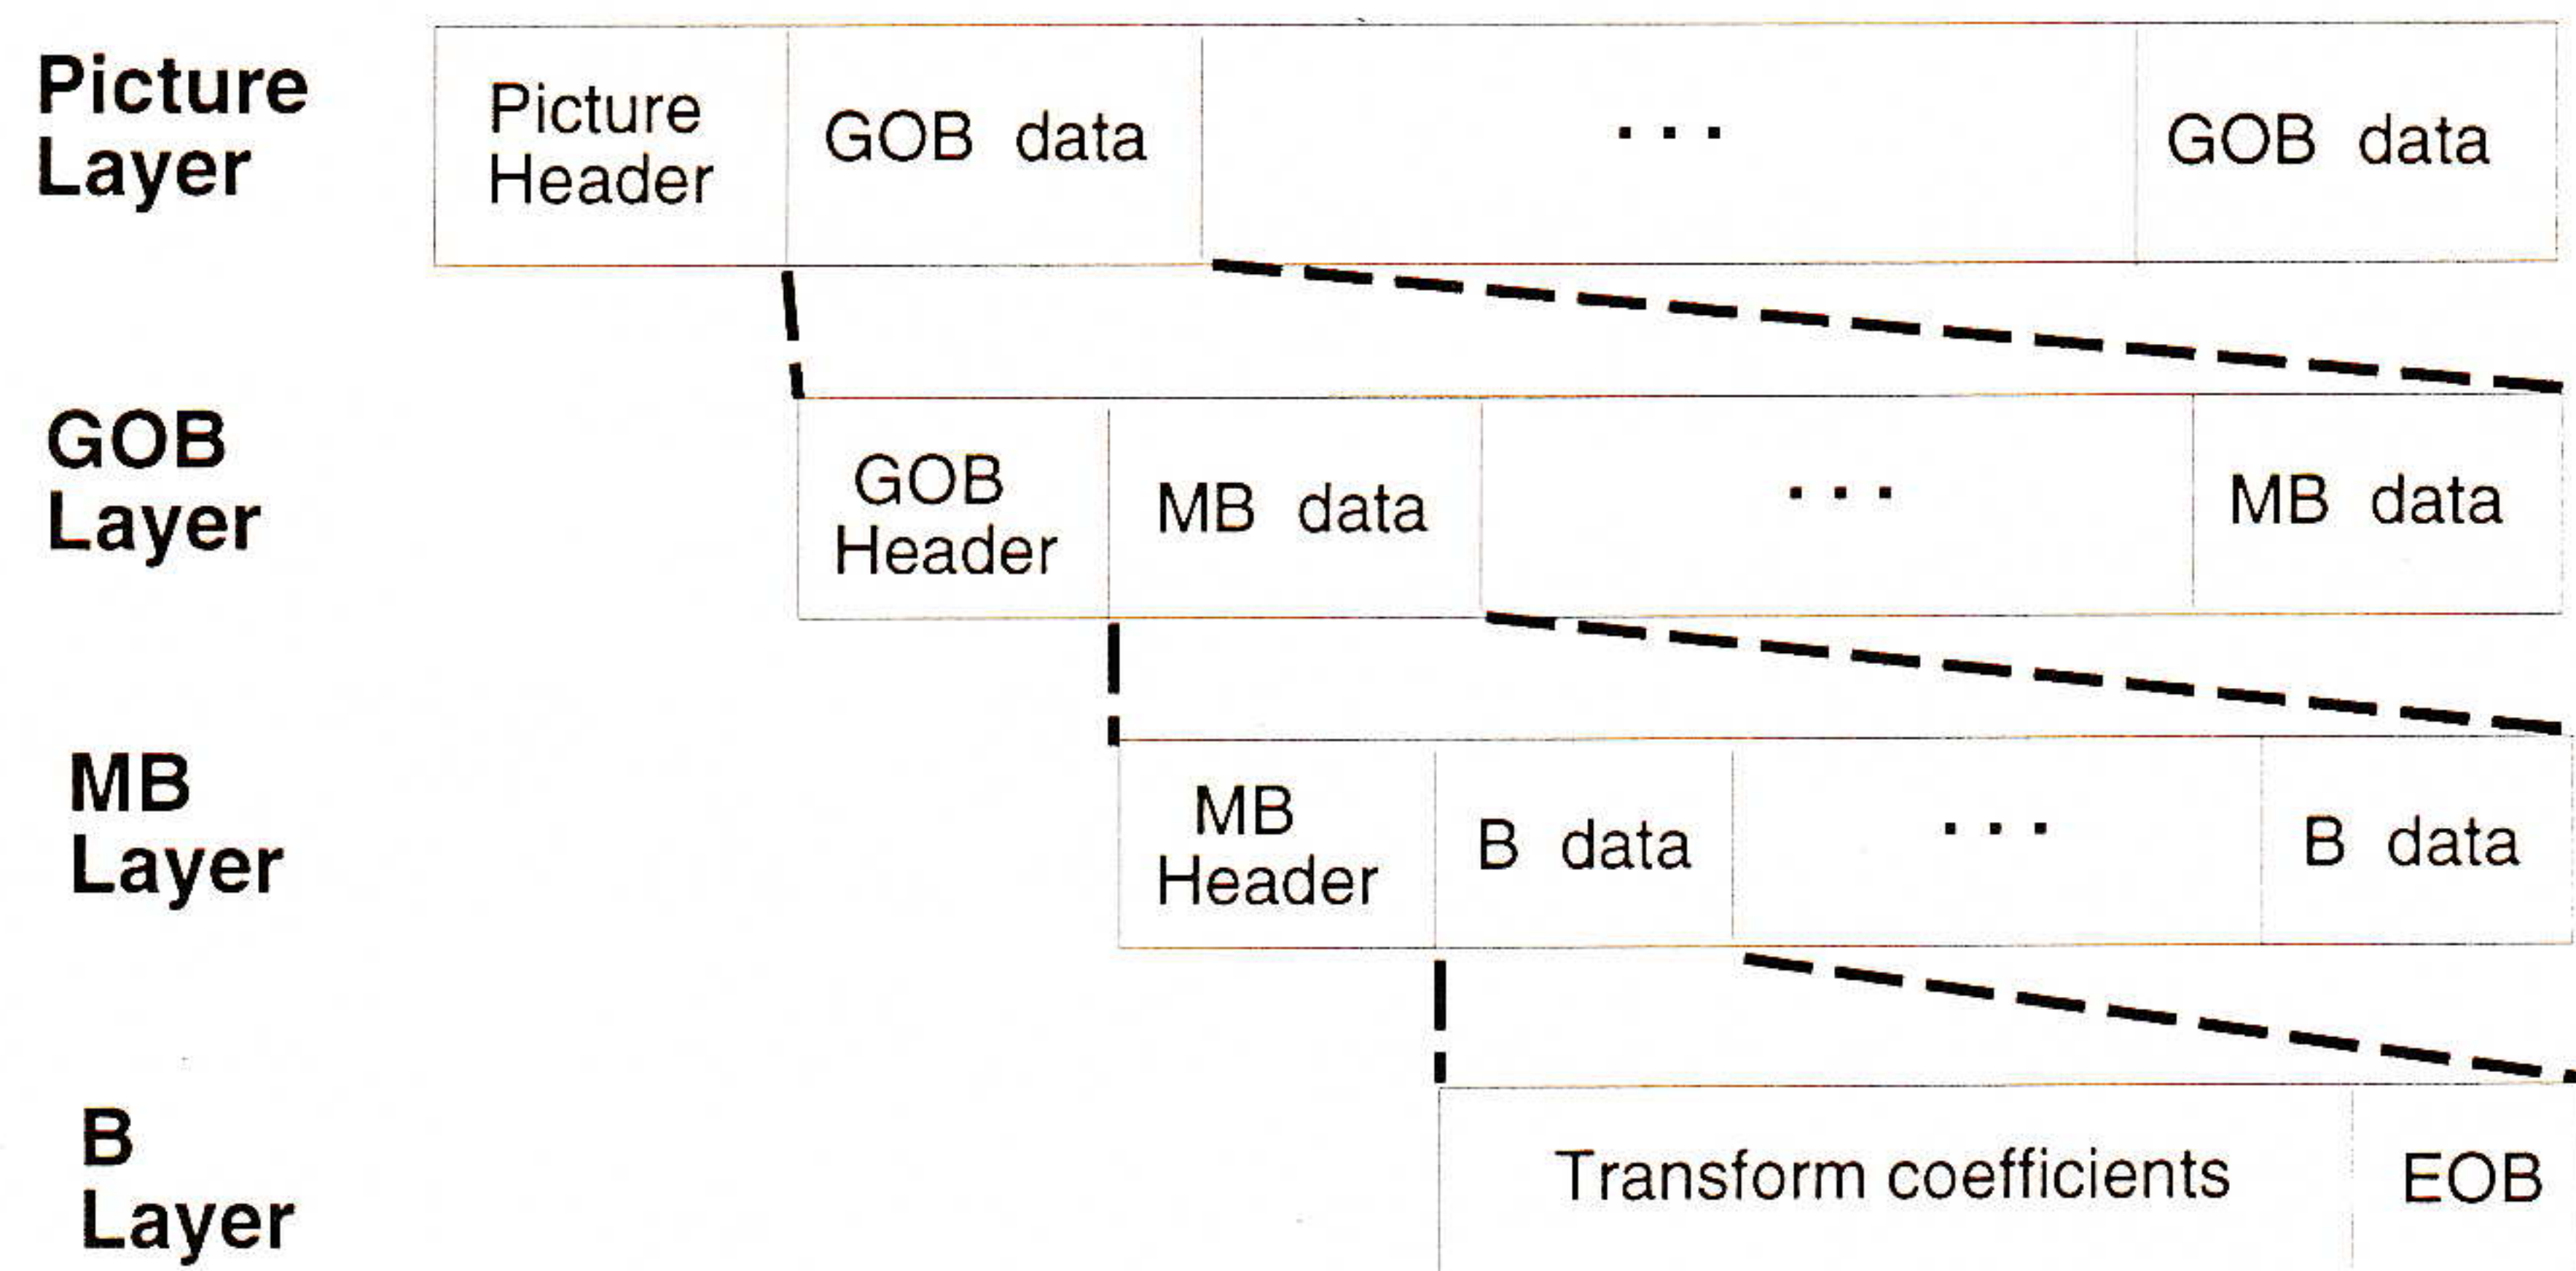 Picture
Layer
Picture
Header
GOB data
. . .
GOB data
GOB
Layer
GOB
Header
MB data
. . .
MB data
MB
Layer
MB
Header
B data
. . .
B data
B
Layer
Transform coefficients
EOB